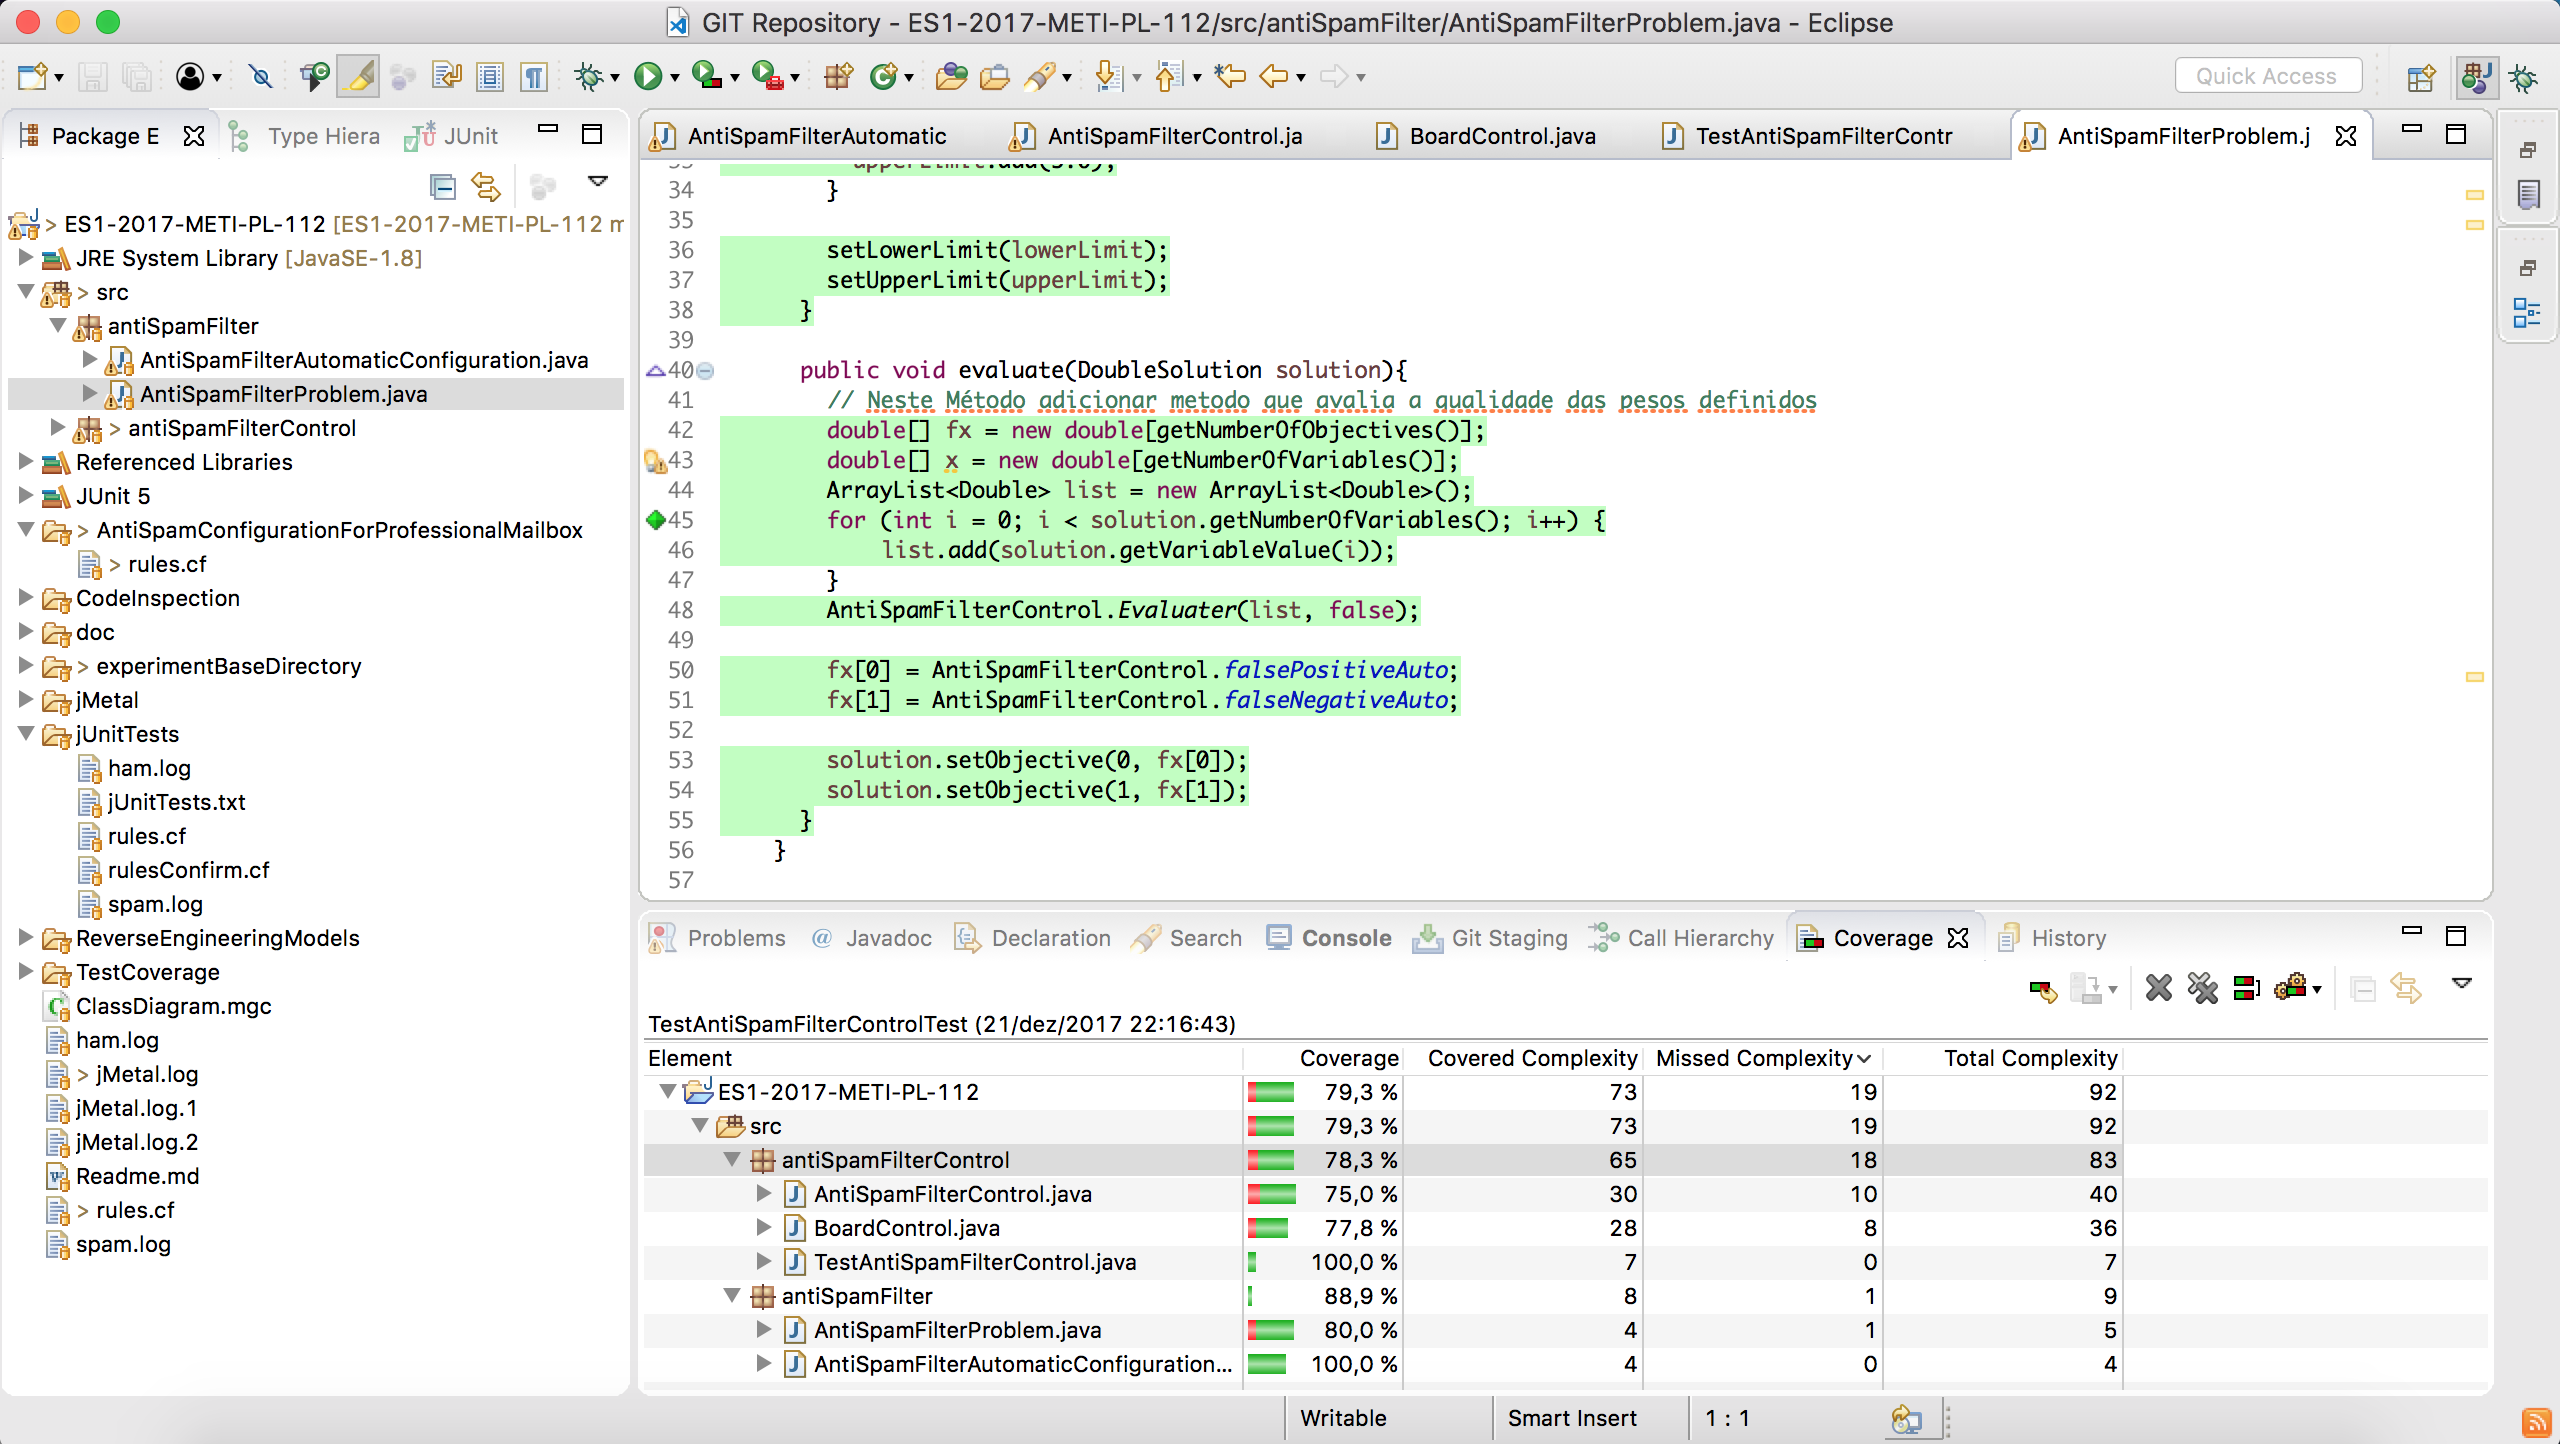 GIT Repository - ES1-2017-METI-PL-112/src/antiSpamFilter/AntiSpamFilterProblem.java - Eclipse
Quick Access
Package E
Type Hiera
JUnit
> ES1-2017-METI-PL-112 [ES1-2017-METI-PL-112 m
JRE System Library [JavaSE-1.8]
> src
antiSpamFilter
AntiSpamFilterAutomaticConfiguration.java
AntiSpamFilterProblem.java
> antiSpamFilterControl
Referenced Libraries
JUnit 5
> AntiSpamConfigurationForProfessionalMailbox
> rules.cf
CodeInspection
doc
> experimentBaseDirectory
jMetal
jUnitTests
ham.log
jUnitTests.txt
rules.cf
rulesConfirm.cf
spam.log
ReverseEngineeringModels
TestCoverage
ClassDiagram.mgc
ham.log
> jMetal.log
jMetal.log.1
jMetal.log.2
Readme.md
> rules.cf
spam.log
AntiSpamFilterAutomatic
AntiSpamFilterControl.ja
BoardControl.java
TestAntiSpamFilterContr
AntiSpamFilterProblem.j
33 upperLimit.add(5.0);
34 }
35
36 setLowerLimit(lowerLimit);
37 setUpperLimit(upperLimit);
38 }
39
40 public void evaluate(DoubleSolution solution){
41 // Neste Método adicionar metodo que avalia a qualidade das pesos definidos
42 double[] fx = new double[getNumberOfObjectives()];
43 double[] x = new double[getNumberOfVariables()];
44 ArrayList<Double> list = new ArrayList<Double>();
45 for (int i = 0; i < solution.getNumberOfVariables(); i++) {
46 list.add(solution.getVariableValue(i));
47 }
48 AntiSpamFilterControl.Evaluater(list, false);
49
50 fx[0] = AntiSpamFilterControl.falsePositiveAuto;
51 fx[1] = AntiSpamFilterControl.falseNegativeAuto;
52
53 solution.setObjective(0, fx[0]);
54 solution.setObjective(1, fx[1]);
55 }
56 }
57
Problems
Javadoc
Declaration
Search
Console
Git Staging
Call Hierarchy
Coverage
History
TestAntiSpamFilterControlTest (21/dez/2017 22:16:43)
Element Coverage Covered Complexity Missed Complexity Total Complexity
ES1-2017-METI-PL-112 79,3 % 73 19 92
src 79,3 % 73 19 92
antiSpamFilterControl 78,3 % 65 18 83
AntiSpamFilterControl.java 75,0 % 30 10 40
BoardControl.java 77,8 % 28 8 36
TestAntiSpamFilterControl.java 100,0 % 7 0 7
antiSpamFilter 88,9 % 8 1 9
AntiSpamFilterProblem.java 80,0 % 4 1 5
AntiSpamFilterAutomaticConfiguration... 100,0 % 4 0 4
Writable
Smart Insert
1 : 1